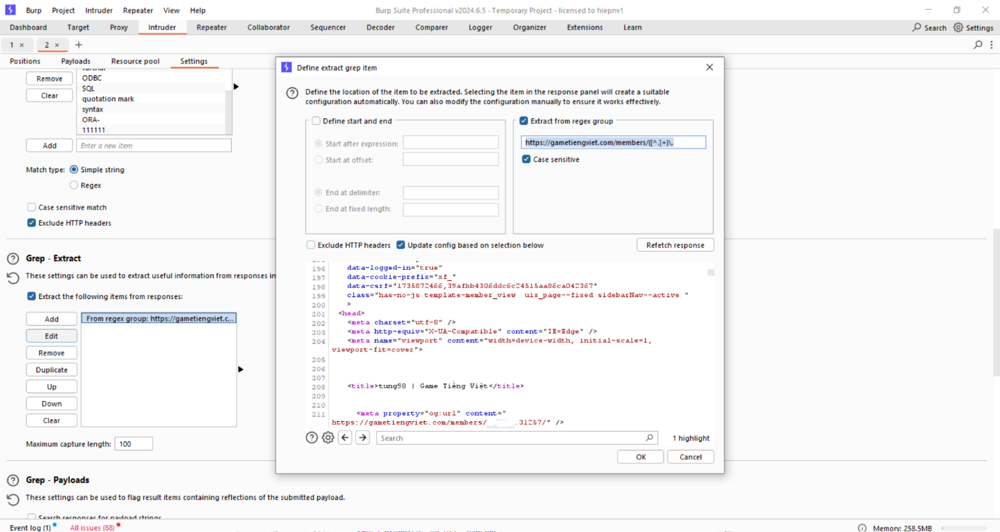 Burp Project Intruder Repeater View Help
Burp Suite Professional v2024.6.5 - Temporary Project - licensed to hiepnv1
Dashboard Target Proxy Intruder Repeater Collaborator Sequencer Decoder Comparer Logger Organizer Extensions Learn
Search Settings
1 × 2 × +
Positions Payloads Resource pool Settings
Remove
Clear
varchar
ODBC
SQL
quotation mark
syntax
ORA-
111111
Add Enter a new item
Match type: Simple string
Regex
Case sensitive match
Exclude HTTP headers
Grep - Extract
These settings can be used to extract useful information from responses in
Extract the following items from responses:
Add
Edit
Remove
Duplicate
Up
Down
Clear
From regex group: https://gametiengviet.c...
Maximum capture length: 100
Grep - Payloads
These settings can be used to flag result items containing reflections of the submitted payload.
Search responses for payload strings
Event log (1) All issues (88)
Memory: 258.5MB
Define extract grep item
Define the location of the item to be extracted. Selecting the item in the response panel will create a suitable
configuration automatically. You can also modify the configuration manually to ensure it works effectively.
Define start and end
Start after expression:
Start at offset:
End at delimiter:
End at fixed length:
Extract from regex group
https://gametiengviet.com/members/([^.]+)\.
Case sensitive
Exclude HTTP headers Update config based on selection below Refetch response
196 data-logged-in="true"
197 data-cookie-prefix="xf_"
198 data-csrf="1735872466,39afbb4306ddc6c24515aa86ca042367"
199 class="has-no-js template-member_view uix_page--fixed sidebarNav--active "
200 >
201 <head>
202 <meta charset="utf-8" />
203 <meta http-equiv="X-UA-Compatible" content="IE=Edge" />
204 <meta name="viewport" content="width=device-width, initial-scale=1,
viewport-fit=cover">
205
206
207
208 <title>tung98 | Game Tiếng Việt</title>
209
210
211 <meta property="og:url" content="
https://gametiengviet.com/members/ .31257/" />
Search
1 highlight
OK Cancel